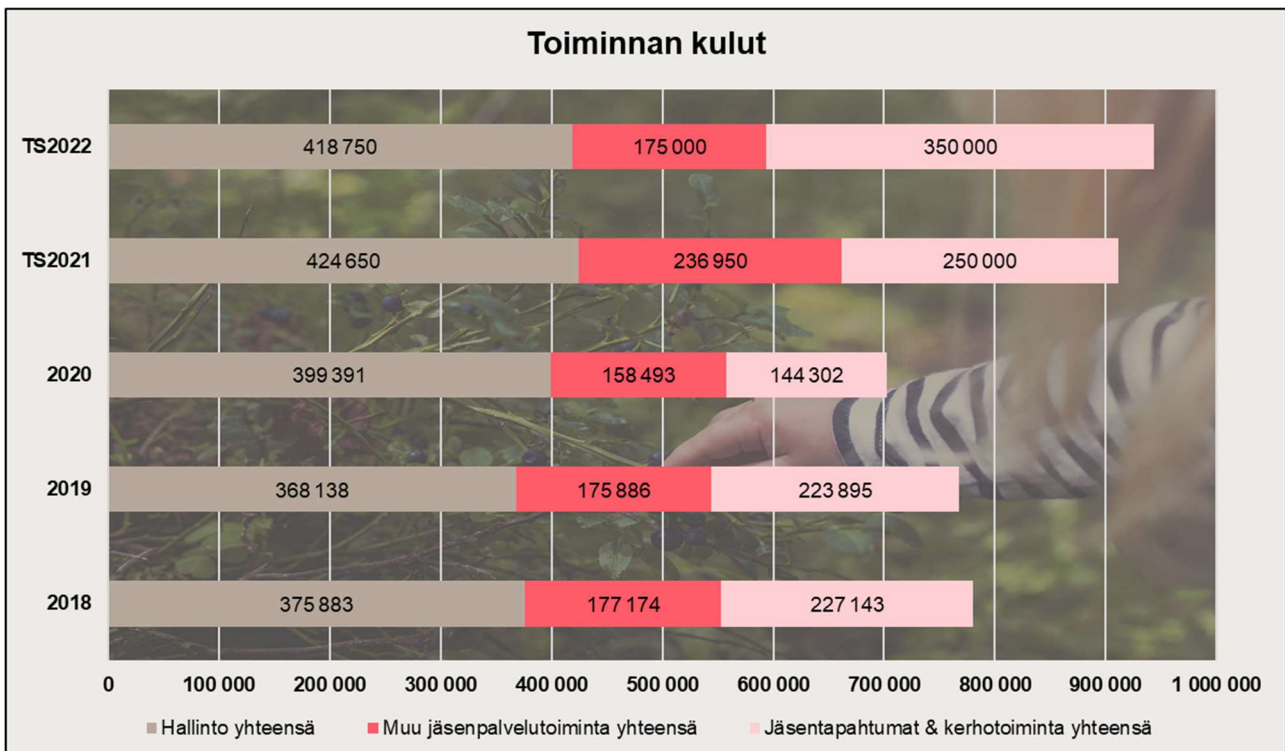 Toiminnan kulut
TS2022 418 750 175 000 350 000
TS2021 424 650 236 950 250 000
2020 399 391 158 493 144 302
2019 368 138 175 886 223 895
2018 375 883 177 174 227 143
0 100 000 200 000 300 000 400 000 500 000 600 000 700 000 800 000 900 000 1 000 000
Hallinto yhteensä Muu jäsenpalvelutoiminta yhteensä Jäsentapahtumat & kerhotoiminta yhteensä